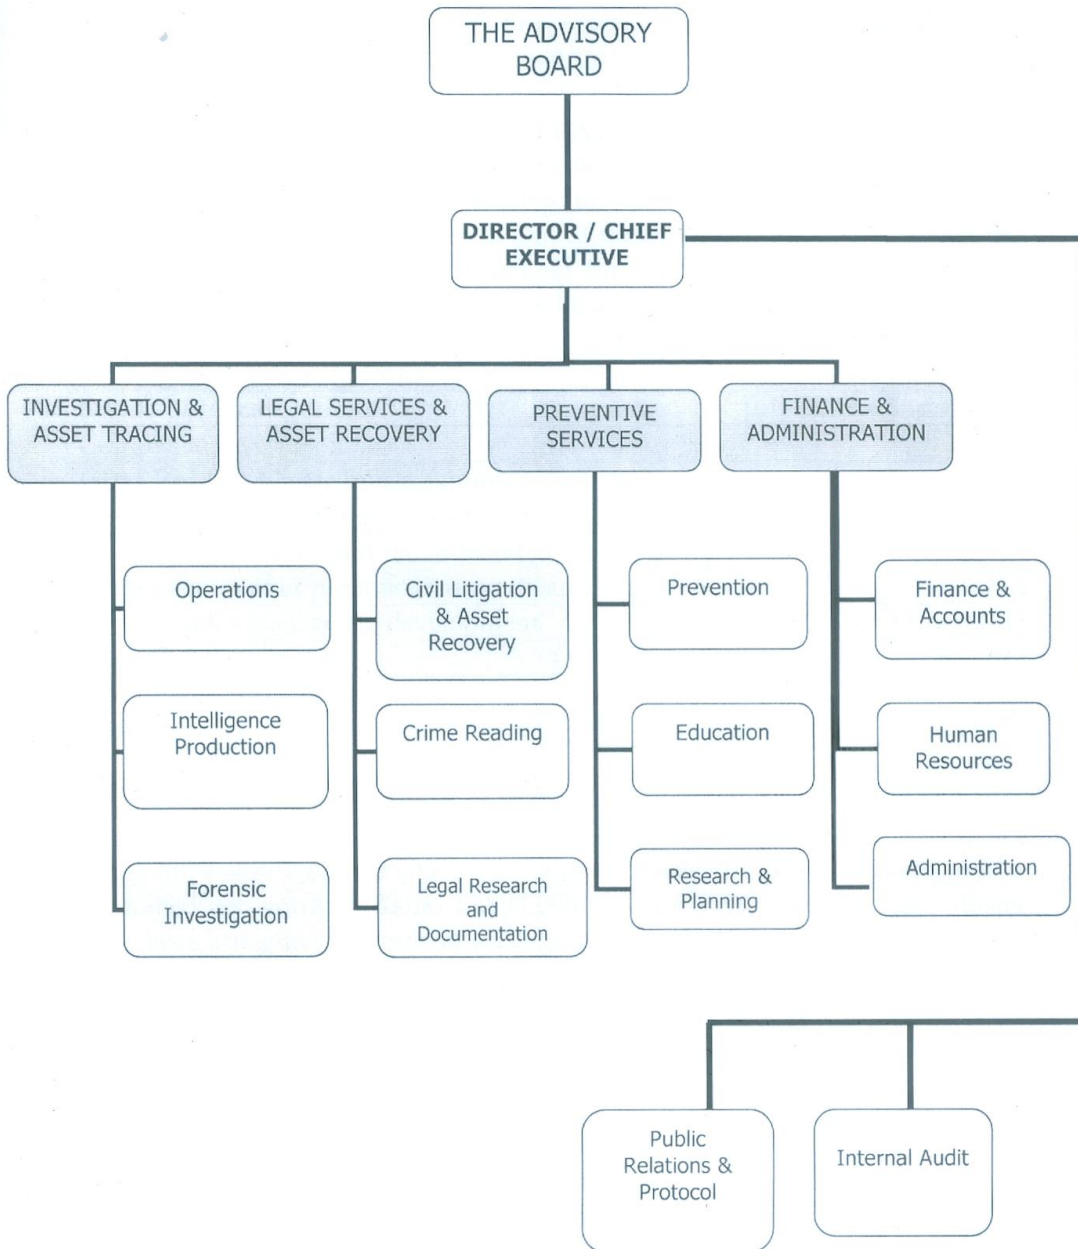 THE ADVISORY
BOARD
DIRECTOR / CHIEF
EXECUTIVE
INVESTIGATION &
ASSET TRACING
LEGAL SERVICES &
ASSET RECOVERY
PREVENTIVE
SERVICES
FINANCE &
ADMINISTRATION
Operations
Civil Litigation
& Asset
Recovery
Prevention
Finance &
Accounts
Intelligence
Production
Crime Reading
Education
Human
Resources
Forensic
Investigation
Legal Research
and
Documentation
Research &
Planning
Administration
Public
Relations &
Protocol
Internal Audit